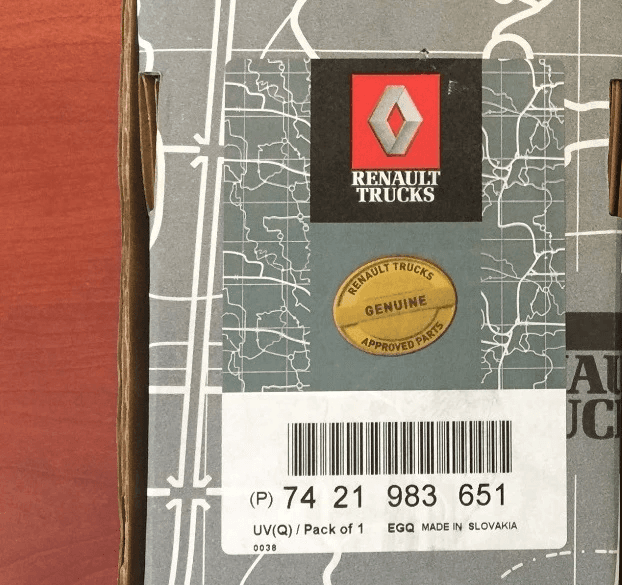 RENAULT
TRUCKS
RENAULT TRUCKS
GENUINE
APPROVED PARTS
(P) 74 21 983 651
UV(Q) / Pack of 1 EGQ MADE IN SLOVAKIA
0038